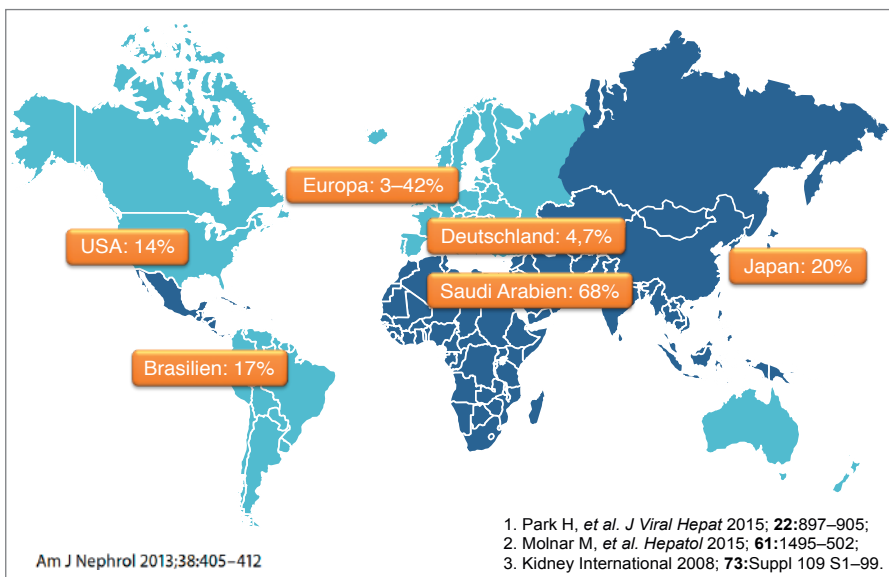 Europa: 3–42%
USA: 14%
Deutschland: 4,7%
Japan: 20%
Saudi Arabien: 68%
Brasilien: 17%
1. Park H, et al. J Viral Hepat 2015; 22:897–905;
2. Molnar M, et al. Hepatol 2015; 61:1495–502;
3. Kidney International 2008; 73:Suppl 109 S1–99.
Am J Nephrol 2013;38:405–412